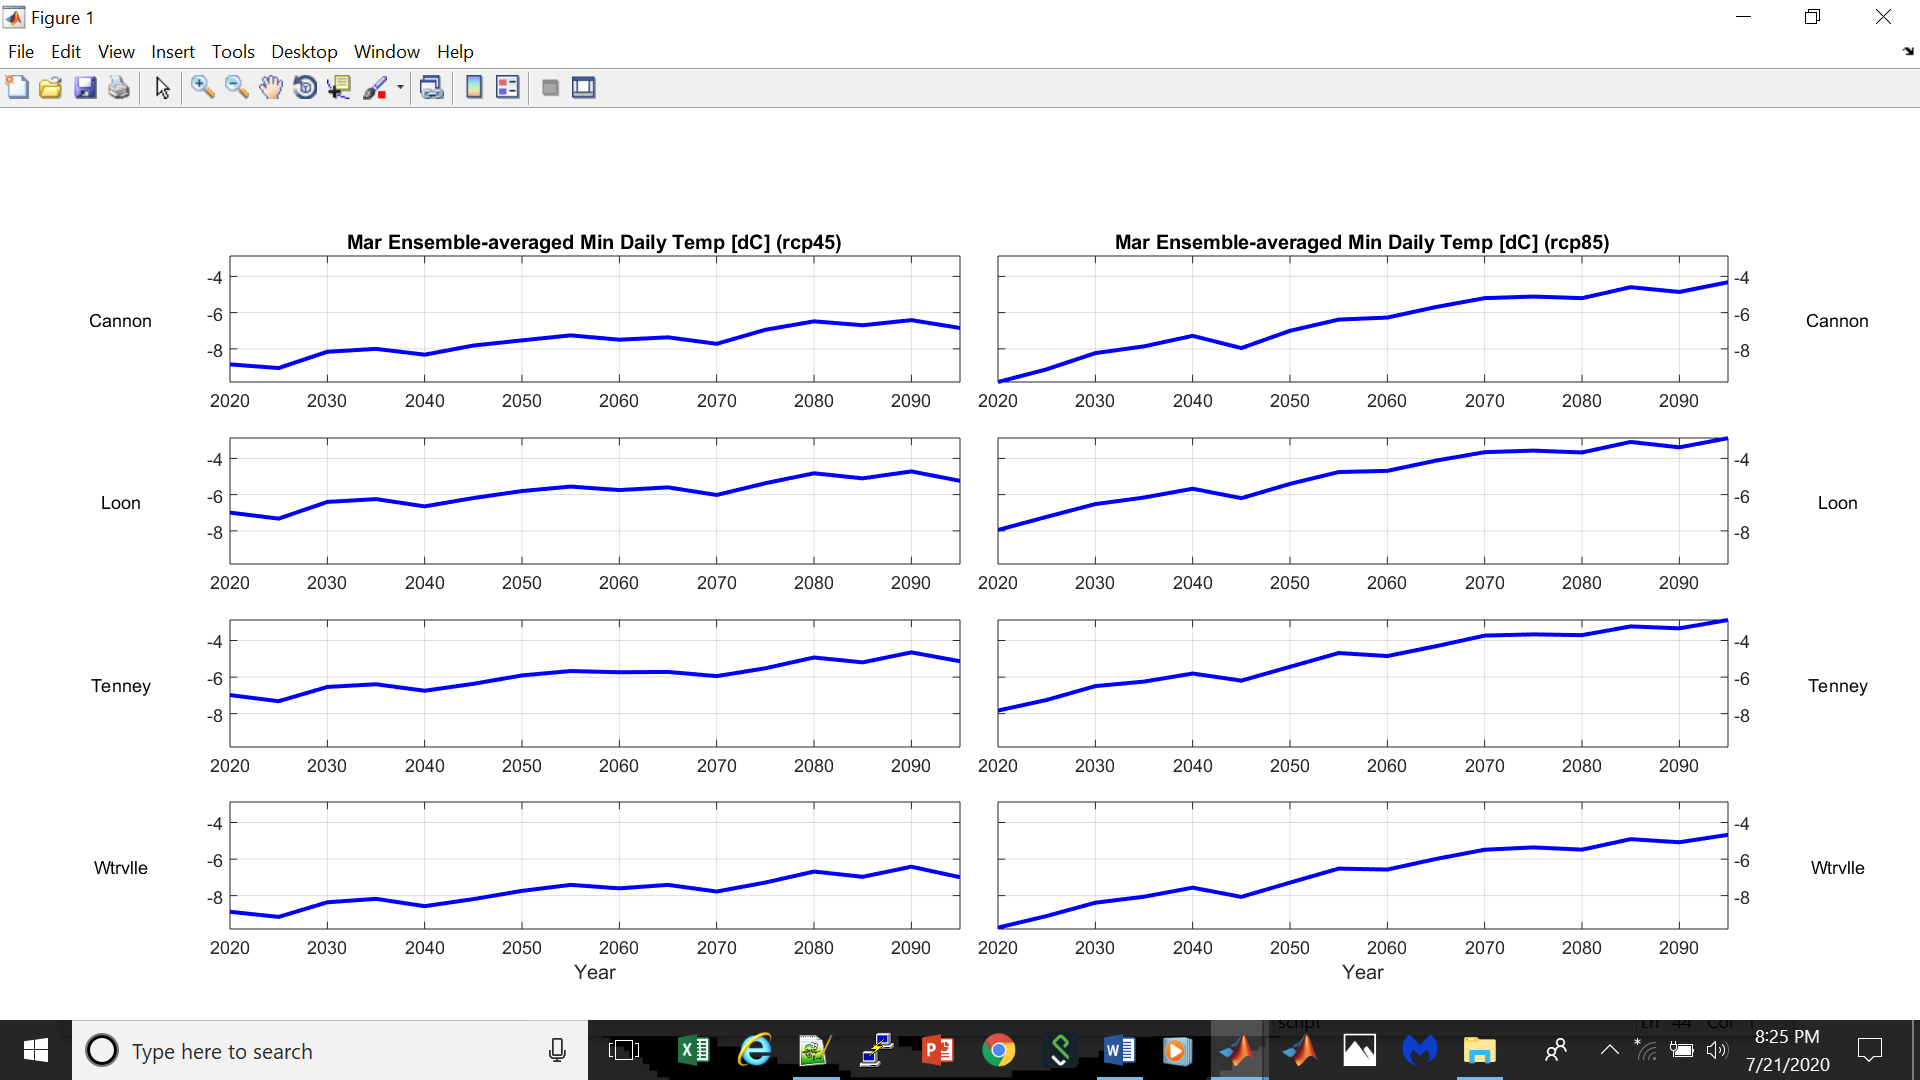 Figure 1
File Edit View Insert Tools Desktop Window Help
Mar Ensemble-averaged Min Daily Temp [dC] (rcp45)
Mar Ensemble-averaged Min Daily Temp [dC] (rcp85)
Cannon
-4
-6
-8
2020 2030 2040 2050 2060 2070 2080 2090
-4
-6
-8
2020 2030 2040 2050 2060 2070 2080 2090
Cannon
Loon
-4
-6
-8
2020 2030 2040 2050 2060 2070 2080 2090
-4
-6
-8
2020 2030 2040 2050 2060 2070 2080 2090
Loon
Tenney
-4
-6
-8
2020 2030 2040 2050 2060 2070 2080 2090
-4
-6
-8
2020 2030 2040 2050 2060 2070 2080 2090
Tenney
Wtrvlle
-4
-6
-8
2020 2030 2040 2050 2060 2070 2080 2090
Year
-4
-6
-8
2020 2030 2040 2050 2060 2070 2080 2090
Year
Wtrvlle
Type here to search
script
Ln 44 Col
8:25 PM
7/21/2020